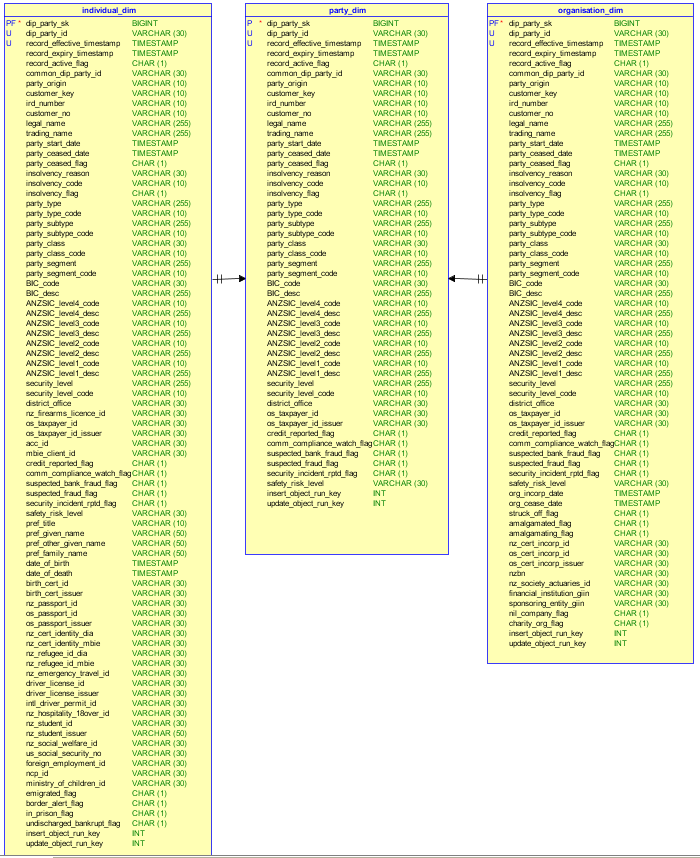 individual_dim
PF * dip_party_sk BIGINT
U dip_party_id VARCHAR (30)
U record_effective_timestamp TIMESTAMP
record_expiry_timestamp TIMESTAMP
record_active_flag CHAR (1)
common_dip_party_id VARCHAR (30)
party_origin VARCHAR (10)
customer_key VARCHAR (10)
ird_number VARCHAR (10)
customer_no VARCHAR (10)
legal_name VARCHAR (255)
trading_name VARCHAR (255)
party_start_date TIMESTAMP
party_ceased_date TIMESTAMP
party_ceased_flag CHAR (1)
insolvency_reason VARCHAR (30)
insolvency_code VARCHAR (10)
insolvency_flag CHAR (1)
party_type VARCHAR (255)
party_type_code VARCHAR (10)
party_subtype VARCHAR (255)
party_subtype_code VARCHAR (10)
party_class VARCHAR (30)
party_class_code VARCHAR (10)
party_segment VARCHAR (255)
party_segment_code VARCHAR (10)
BIC_code VARCHAR (30)
BIC_desc VARCHAR (255)
ANZSIC_level4_code VARCHAR (10)
ANZSIC_level4_desc VARCHAR (255)
ANZSIC_level3_code VARCHAR (10)
ANZSIC_level3_desc VARCHAR (255)
ANZSIC_level2_code VARCHAR (10)
ANZSIC_level2_desc VARCHAR (255)
ANZSIC_level1_code VARCHAR (10)
ANZSIC_level1_desc VARCHAR (255)
security_level VARCHAR (255)
security_level_code VARCHAR (10)
district_office VARCHAR (30)
nz_firearms_licence_id VARCHAR (30)
os_taxpayer_id VARCHAR (30)
os_taxpayer_id_issuer VARCHAR (30)
acc_id VARCHAR (30)
mbie_client_id VARCHAR (30)
credit_reported_flag CHAR (1)
comm_compliance_watch_flag CHAR (1)
suspected_bank_fraud_flag CHAR (1)
suspected_fraud_flag CHAR (1)
security_incident_rptd_flag CHAR (1)
safety_risk_level VARCHAR (30)
pref_title VARCHAR (10)
pref_given_name VARCHAR (50)
pref_other_given_name VARCHAR (50)
pref_family_name VARCHAR (50)
date_of_birth TIMESTAMP
date_of_death TIMESTAMP
birth_cert_id VARCHAR (30)
birth_cert_issuer VARCHAR (30)
nz_passport_id VARCHAR (30)
os_passport_id VARCHAR (30)
os_passport_issuer VARCHAR (30)
nz_cert_identity_dia VARCHAR (30)
nz_cert_identity_mbie VARCHAR (30)
nz_refugee_id_dia VARCHAR (30)
nz_refugee_id_mbie VARCHAR (30)
nz_emergency_travel_id VARCHAR (30)
driver_license_id VARCHAR (30)
driver_license_issuer VARCHAR (30)
intl_driver_permit_id VARCHAR (30)
nz_hospitality_18over_id VARCHAR (30)
nz_student_id VARCHAR (30)
nz_student_issuer VARCHAR (50)
nz_social_welfare_id VARCHAR (30)
us_social_security_no VARCHAR (30)
foreign_employment_id VARCHAR (30)
ncp_id VARCHAR (30)
ministry_of_children_id VARCHAR (30)
emigrated_flag CHAR (1)
border_alert_flag CHAR (1)
in_prison_flag CHAR (1)
undischarged_bankrupt_flag CHAR (1)
insert_object_run_key INT
update_object_run_key INT
party_dim
P * dip_party_sk BIGINT
U dip_party_id VARCHAR (30)
U record_effective_timestamp TIMESTAMP
record_expiry_timestamp TIMESTAMP
record_active_flag CHAR (1)
common_dip_party_id VARCHAR (30)
party_origin VARCHAR (10)
customer_key VARCHAR (10)
ird_number VARCHAR (10)
customer_no VARCHAR (10)
legal_name VARCHAR (255)
trading_name VARCHAR (255)
party_start_date TIMESTAMP
party_ceased_date TIMESTAMP
party_ceased_flag CHAR (1)
insolvency_reason VARCHAR (30)
insolvency_code VARCHAR (10)
insolvency_flag CHAR (1)
party_type VARCHAR (255)
party_type_code VARCHAR (10)
party_subtype VARCHAR (255)
party_subtype_code VARCHAR (10)
party_class VARCHAR (30)
party_class_code VARCHAR (10)
party_segment VARCHAR (255)
party_segment_code VARCHAR (10)
BIC_code VARCHAR (30)
BIC_desc VARCHAR (255)
ANZSIC_level4_code VARCHAR (10)
ANZSIC_level4_desc VARCHAR (255)
ANZSIC_level3_code VARCHAR (10)
ANZSIC_level3_desc VARCHAR (255)
ANZSIC_level2_code VARCHAR (10)
ANZSIC_level2_desc VARCHAR (255)
ANZSIC_level1_code VARCHAR (10)
ANZSIC_level1_desc VARCHAR (255)
security_level VARCHAR (255)
security_level_code VARCHAR (10)
district_office VARCHAR (30)
os_taxpayer_id VARCHAR (30)
os_taxpayer_id_issuer VARCHAR (30)
credit_reported_flag CHAR (1)
comm_compliance_watch_flag CHAR (1)
suspected_bank_fraud_flag CHAR (1)
suspected_fraud_flag CHAR (1)
security_incident_rptd_flag CHAR (1)
safety_risk_level VARCHAR (30)
insert_object_run_key INT
update_object_run_key INT
organisation_dim
PF * dip_party_sk BIGINT
U dip_party_id VARCHAR (30)
U record_effective_timestamp TIMESTAMP
record_expiry_timestamp TIMESTAMP
record_active_flag CHAR (1)
common_dip_party_id VARCHAR (30)
party_origin VARCHAR (10)
customer_key VARCHAR (10)
ird_number VARCHAR (10)
customer_no VARCHAR (10)
legal_name VARCHAR (255)
trading_name VARCHAR (255)
party_start_date TIMESTAMP
party_ceased_date TIMESTAMP
party_ceased_flag CHAR (1)
insolvency_reason VARCHAR (30)
insolvency_code VARCHAR (10)
insolvency_flag CHAR (1)
party_type VARCHAR (255)
party_type_code VARCHAR (10)
party_subtype VARCHAR (255)
party_subtype_code VARCHAR (10)
party_class VARCHAR (30)
party_class_code VARCHAR (10)
party_segment VARCHAR (255)
party_segment_code VARCHAR (10)
BIC_code VARCHAR (30)
BIC_desc VARCHAR (255)
ANZSIC_level4_code VARCHAR (10)
ANZSIC_level4_desc VARCHAR (255)
ANZSIC_level3_code VARCHAR (10)
ANZSIC_level3_desc VARCHAR (255)
ANZSIC_level2_code VARCHAR (10)
ANZSIC_level2_desc VARCHAR (255)
ANZSIC_level1_code VARCHAR (10)
ANZSIC_level1_desc VARCHAR (255)
security_level VARCHAR (255)
security_level_code VARCHAR (10)
district_office VARCHAR (30)
os_taxpayer_id VARCHAR (30)
os_taxpayer_id_issuer VARCHAR (30)
credit_reported_flag CHAR (1)
comm_compliance_watch_flag CHAR (1)
suspected_bank_fraud_flag CHAR (1)
suspected_fraud_flag CHAR (1)
security_incident_rptd_flag CHAR (1)
safety_risk_level VARCHAR (30)
org_incorp_date TIMESTAMP
org_cease_date TIMESTAMP
struck_off_flag CHAR (1)
amalgamated_flag CHAR (1)
amalgamating_flag CHAR (1)
nz_cert_incorp_id VARCHAR (30)
os_cert_incorp_id VARCHAR (30)
os_cert_incorp_issuer VARCHAR (30)
nzbn VARCHAR (30)
nz_society_actuaries_id VARCHAR (30)
financial_institution_giin VARCHAR (30)
sponsoring_entity_giin VARCHAR (30)
nil_company_flag CHAR (1)
charity_org_flag CHAR (1)
insert_object_run_key INT
update_object_run_key INT